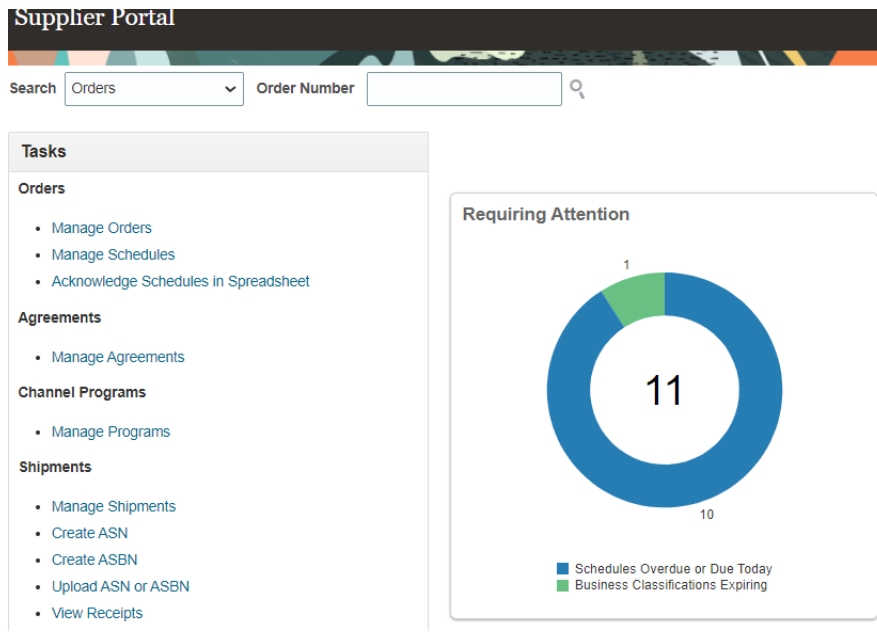 Supplier Portal
Search Orders Order Number
Tasks
Orders
Manage Orders
Manage Schedules
Acknowledge Schedules in Spreadsheet
Agreements
Manage Agreements
Channel Programs
Manage Programs
Shipments
Manage Shipments
Create ASN
Create ASBN
Upload ASN or ASBN
View Receipts
Requiring Attention
1
11
10
Schedules Overdue or Due Today
Business Classifications Expiring